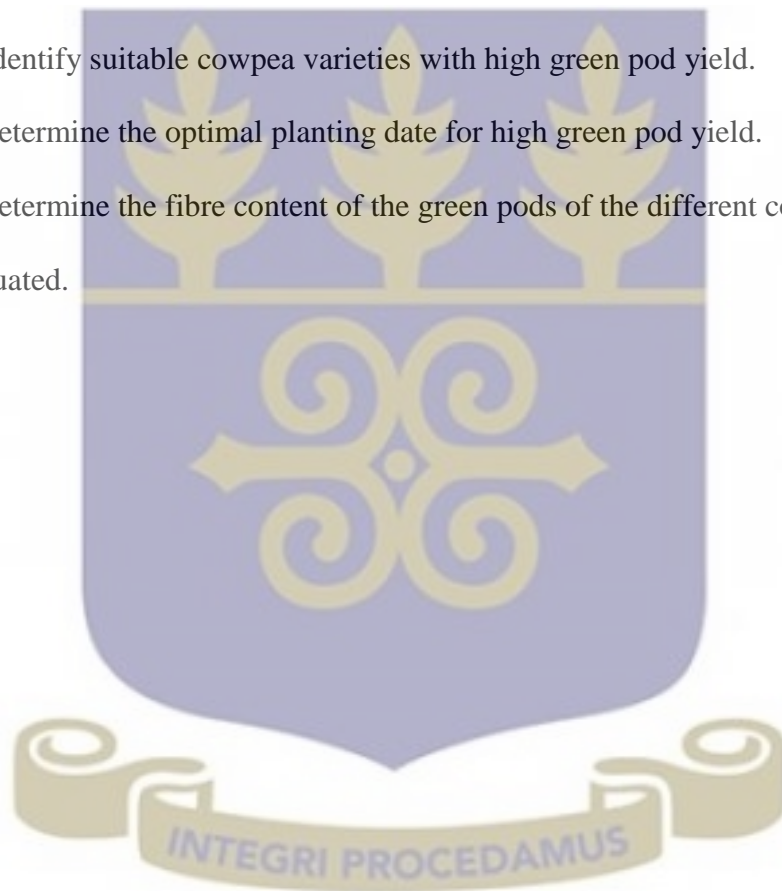 dentify suitable cowpea varieties with high green pod yield.
etermine the optimal planting date for high green pod yield.
etermine the fibre content of the green pods of the different co
uated.
INTEGRI PROCEDAMUS